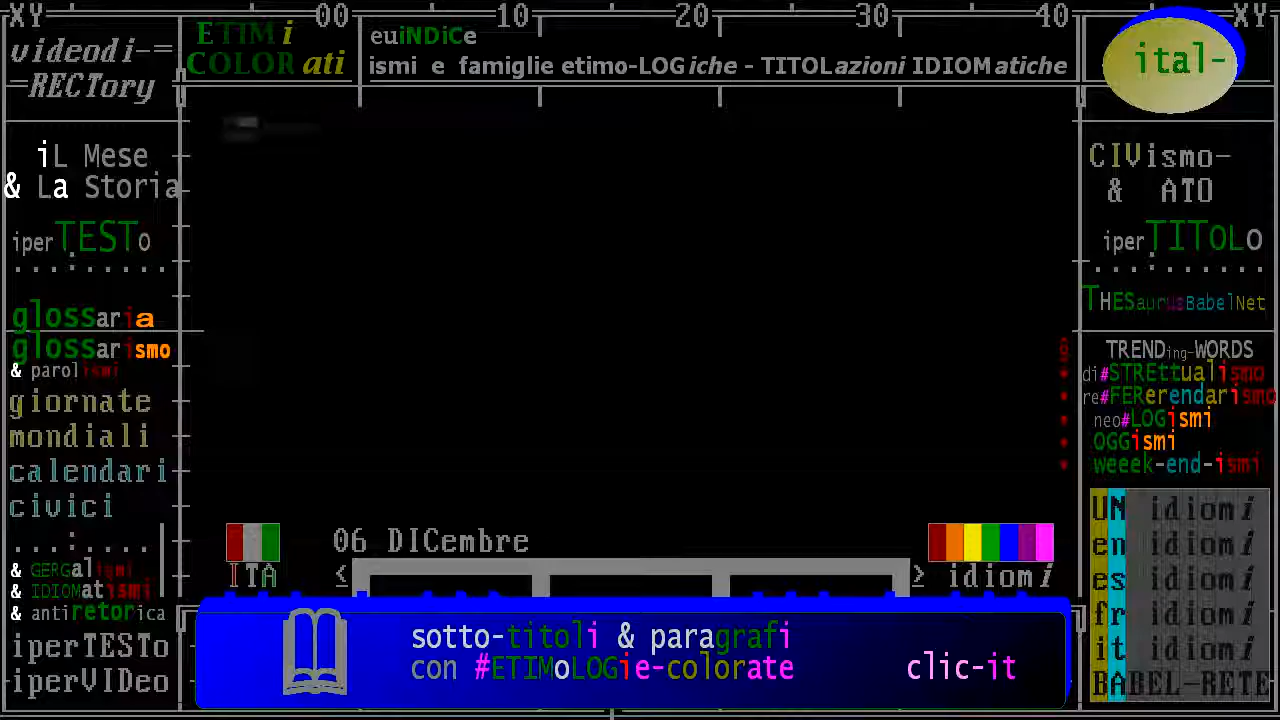 XY 00 10 20 30 40 XY
videodi-=
=RECTory
ETIMi
COLORati
euiNDiCe
ismi e famiglie etimo-LOGiche - TITOLazioni IDIOMatiche
ital-
iL Mese
& La Storia
iperTESTo
...:.....
glossaria
glossarismo
& parolismi
giornate
mondiali
calendari
civici
...:.....
& GERGalismi
& IDIOMatismi
& antiretorica
iperTESTo
iperVIDeo
CIVismo-
& ATO
iperTITOLO
...:.....
THESaurusBabelNet
TRENDing-WORDS
di#STREttualismo
re#FERerendarismo
neo#LOGismi
OGGismi
weeek-end-ismi
UN idiomi
en idiomi
es idiomi
fr idiomi
it idiomi
BABEL-RETE
06 DICembre
ITA < > idiomi
sotto-titoli & paragrafi
con #ETIMoLOGie-colorate clic-it